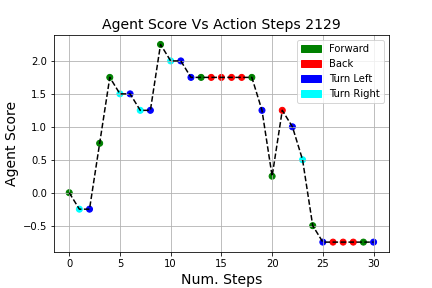 Agent Score Vs Action Steps 2129
Agent Score
2.0
1.5
1.0
0.5
0.0
−0.5
Forward
Back
Turn Left
Turn Right
0 5 10 15 20 25 30
Num. Steps